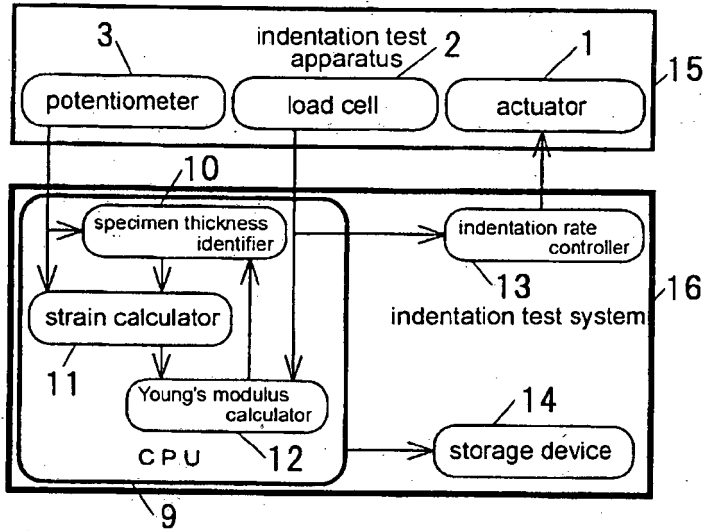 3
indentation test
apparatus
2
1
15
potentiometer
load cell
actuator
10
specimen thickness
identifier
indentation rate
controller
13
16
strain calculator
indentation test system
11
Young's modulus
calculator
12
14
CPU
storage device
9